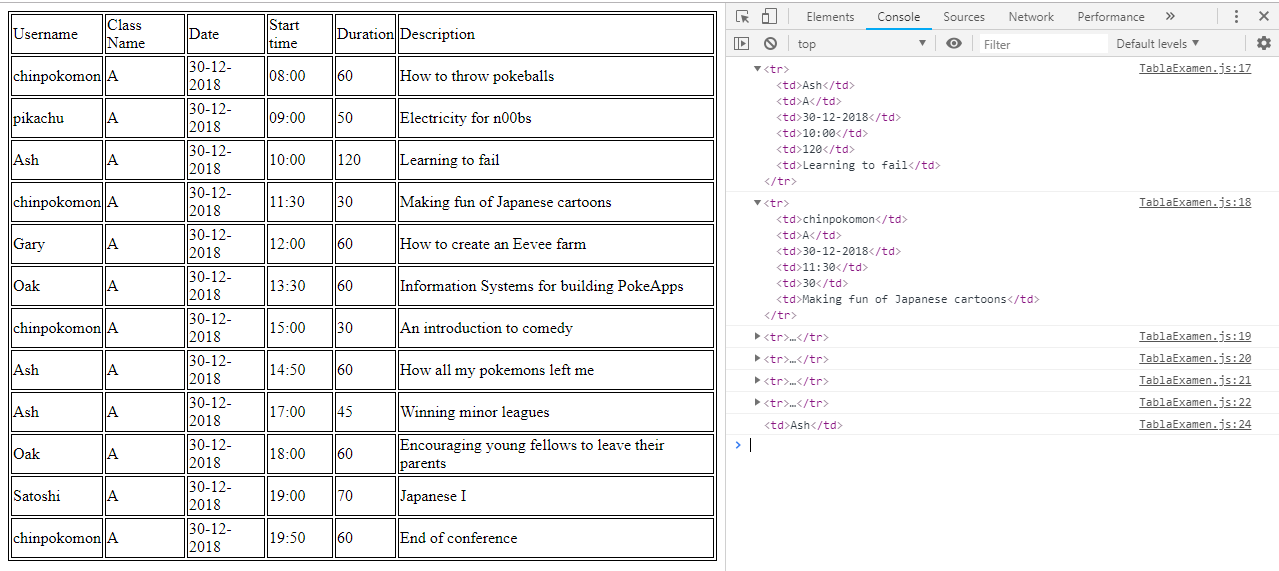 Username Class Name Date Start time Duration Description
chinpokomon A 30-12-2018 08:00 60 How to throw pokeballs
pikachu A 30-12-2018 09:00 50 Electricity for n00bs
Ash A 30-12-2018 10:00 120 Learning to fail
chinpokomon A 30-12-2018 11:30 30 Making fun of Japanese cartoons
Gary A 30-12-2018 12:00 60 How to create an Eevee farm
Oak A 30-12-2018 13:30 60 Information Systems for building PokeApps
chinpokomon A 30-12-2018 15:00 30 An introduction to comedy
Ash A 30-12-2018 14:50 60 How all my pokemons left me
Ash A 30-12-2018 17:00 45 Winning minor leagues
Oak A 30-12-2018 18:00 60 Encouraging young fellows to leave their parents
Satoshi A 30-12-2018 19:00 70 Japanese I
chinpokomon A 30-12-2018 19:50 60 End of conference
Elements Console Sources Network Performance »
top Filter Default levels
<tr> TablaExamen.js:17
<td>Ash</td>
<td>A</td>
<td>30-12-2018</td>
<td>10:00</td>
<td>120</td>
<td>Learning to fail</td>
</tr>
<tr> TablaExamen.js:18
<td>chinpokomon</td>
<td>A</td>
<td>30-12-2018</td>
<td>11:30</td>
<td>30</td>
<td>Making fun of Japanese cartoons</td>
</tr>
<tr>…</tr> TablaExamen.js:19
<tr>…</tr> TablaExamen.js:20
<tr>…</tr> TablaExamen.js:21
<tr>…</tr> TablaExamen.js:22
<td>Ash</td> TablaExamen.js:24